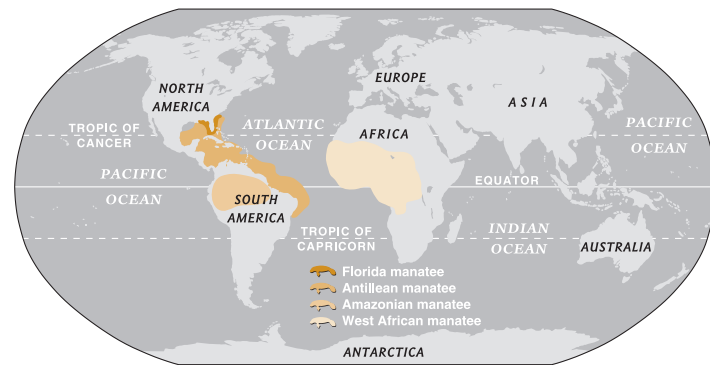 NORTH
AMERICA
EUROPE
ASIA
TROPIC OF
CANCER
ATLANTIC
OCEAN
AFRICA
PACIFIC
OCEAN
PACIFIC
OCEAN
EQUATOR
SOUTH
AMERICA
TROPIC OF
CAPRICORN
INDIAN
OCEAN
AUSTRALIA
Florida manatee
Antillean manatee
Amazonian manatee
West African manatee
ANTARCTICA